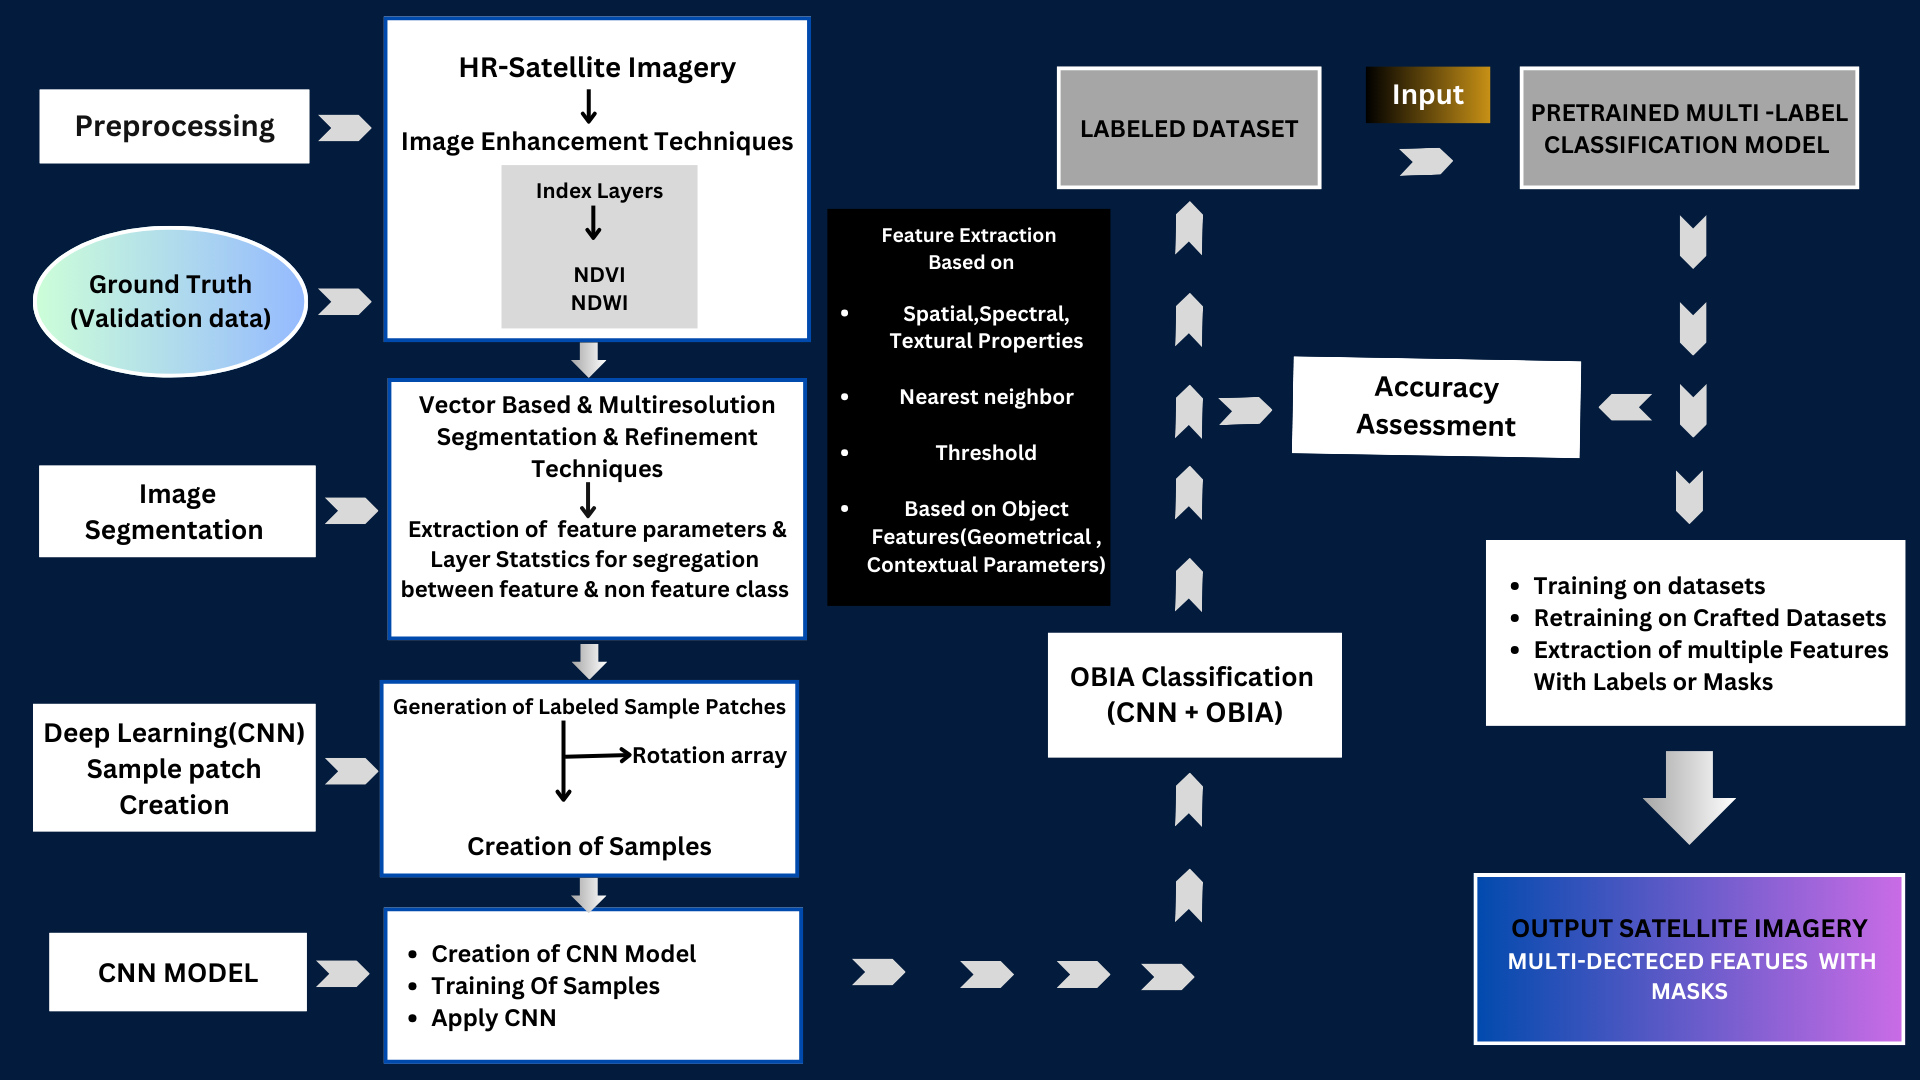 Preprocessing
HR-Satellite Imagery
Image Enhancement Techniques
Index Layers
NDVI
NDWI
Ground Truth
(Validation data)
Image
Segmentation
Vector Based & Multiresolution
Segmentation & Refinement
Techniques
Extraction of feature parameters &
Layer Statstics for segregation
between feature & non feature class
Deep Learning(CNN)
Sample patch
Creation
Generation of Labeled Sample Patches
Rotation array
Creation of Samples
CNN MODEL
• Creation of CNN Model
• Training Of Samples
• Apply CNN
Feature Extraction
Based on
• Spatial,Spectral,
Textural Properties
• Nearest neighbor
• Threshold
• Based on Object
Features(Geometrical ,
Contextual Parameters)
OBIA Classification
(CNN + OBIA)
LABELED DATASET
Input
PRETRAINED MULTI -LABEL
CLASSIFICATION MODEL
Accuracy
Assessment
• Training on datasets
• Retraining on Crafted Datasets
• Extraction of multiple Features
With Labels or Masks
OUTPUT SATELLITE IMAGERY
MULTI-DECTECED FEATUES WITH
MASKS